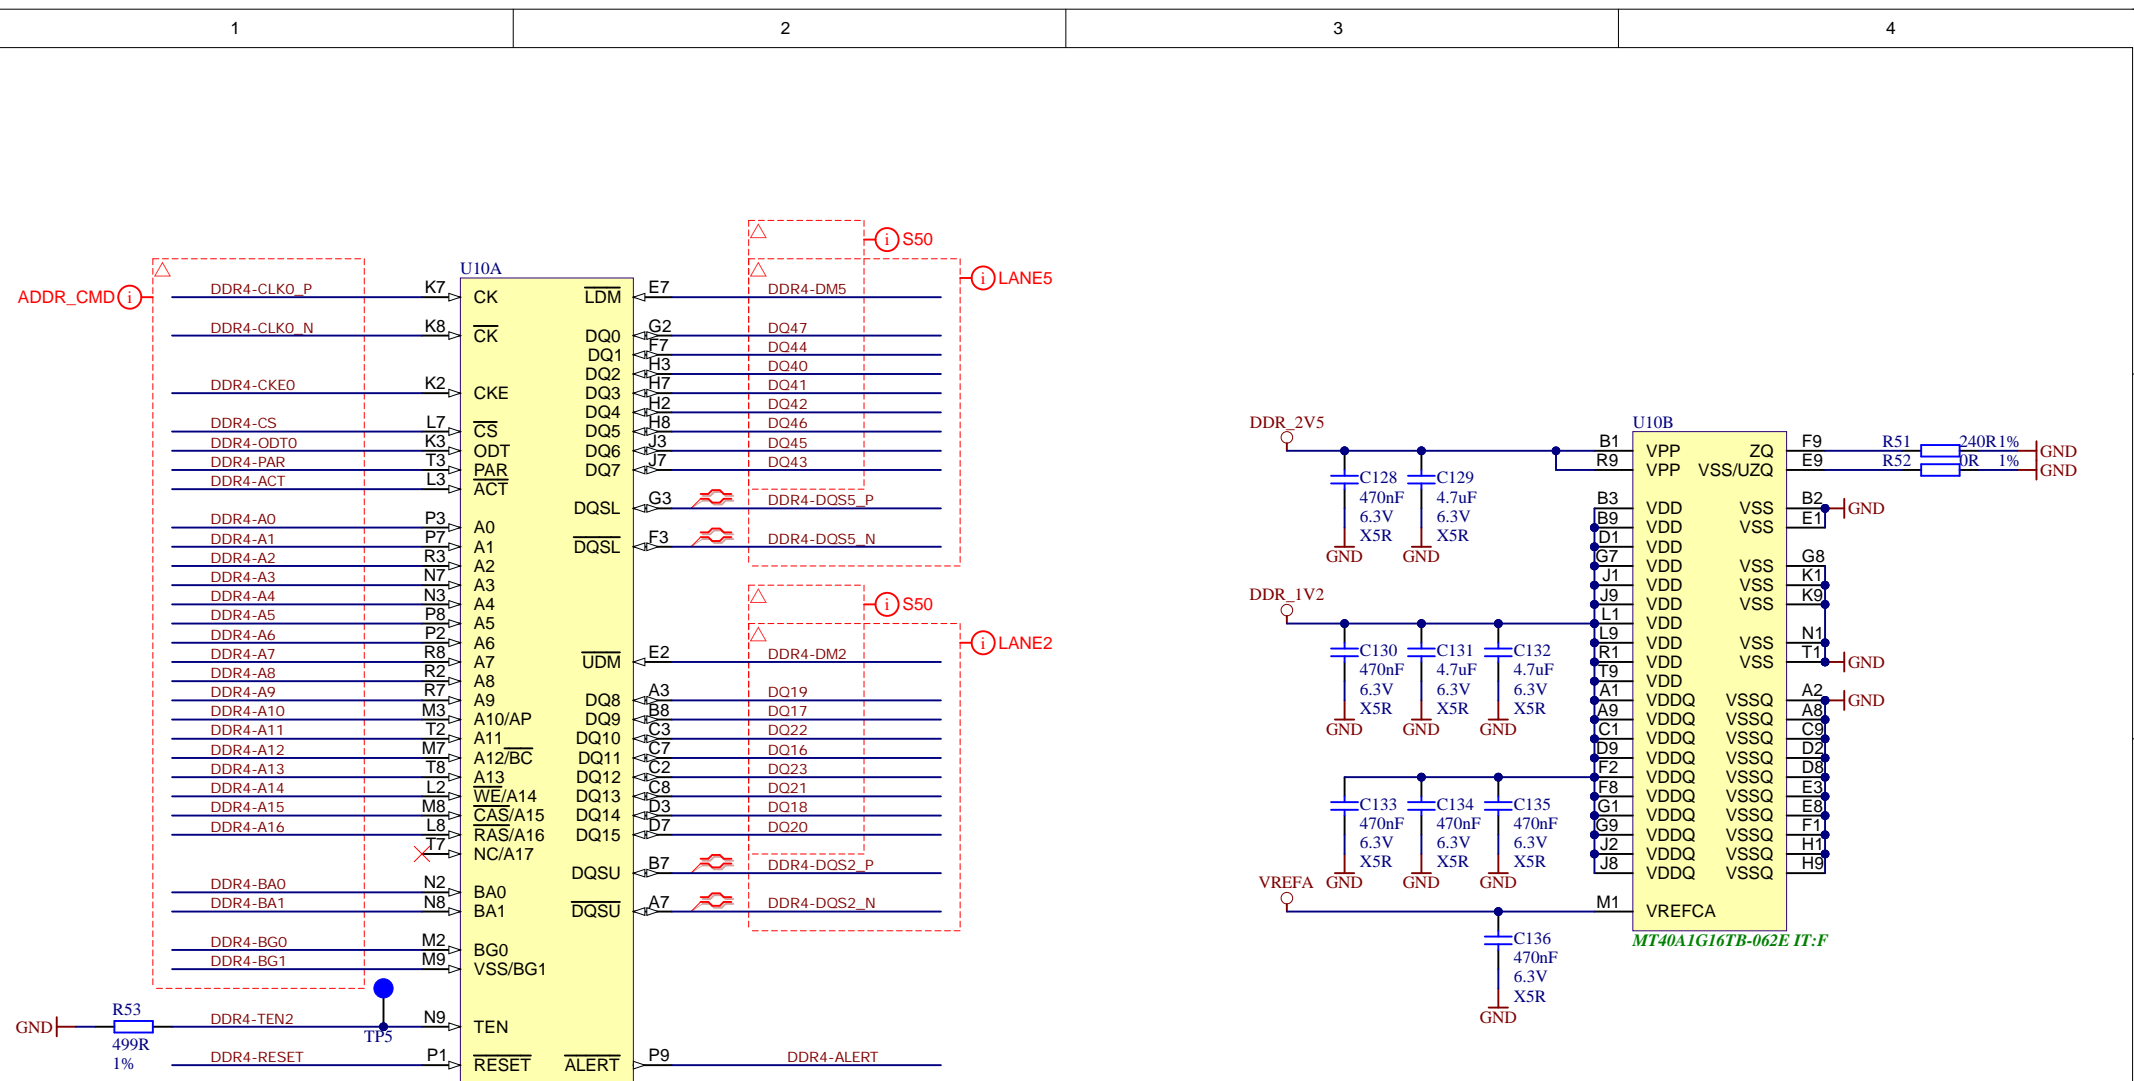 1 2 3 4
S50
LANE5
ADDR_CMD i
U10A
DDR4-CLK0_P K7 CK
LDM E7 DDR4-DM5
DDR4-CLK0_N K8 CK
DQ0 G2 DQ47
DQ1 F7 DQ44
DQ2 H3 DQ40
DDR4-CKE0 K2 CKE
DQ3 H7 DQ41
DQ4 H2 DQ42
DDR4-CS L7 CS
DQ5 H8 DQ46
DDR4-ODT0 K3 ODT
DQ6 J3 DQ45
DDR4-PAR T3 PAR
DQ7 J7 DQ43
DDR4-ACT L3 ACT
DQSL G3 DDR4-DQS5_P
DDR4-A0 P3 A0
DDR4-A1 P7 A1
DQSL F3 DDR4-DQS5_N
DDR4-A2 R3 A2
DDR4-A3 N7 A3
DDR4-A4 N3 A4
S50
DDR4-A5 P8 A5
DDR4-A6 P2 A6
LANE2
DDR4-A7 R8 A7
UDM E2 DDR4-DM2
DDR4-A8 R2 A8
DDR4-A9 R7 A9
DQ8 A3 DQ19
DDR4-A10 M3 A10/AP
DQ9 B8 DQ17
DDR4-A11 T2 A11
DQ10 C3 DQ22
DDR4-A12 M7 A12/BC
DQ11 C7 DQ16
DDR4-A13 T8 A13
DQ12 C2 DQ23
DDR4-A14 L2 WE/A14
DQ13 C8 DQ21
DDR4-A15 M8 CAS/A15
DQ14 D3 DQ18
DDR4-A16 L8 RAS/A16
DQ15 D7 DQ20
T7 NC/A17
DQSU B7 DDR4-DQS2_P
DDR4-BA0 N2 BA0
DDR4-BA1 N8 BA1
DQSU A7 DDR4-DQS2_N
DDR4-BG0 M2 BG0
DDR4-BG1 M9 VSS/BG1
R53
GND DDR4-TEN2 N9 TEN
TP5
499R
1%
DDR4-RESET P1 RESET
ALERT P9 DDR4-ALERT
DDR_2V5
C128
470nF
6.3V
X5R
GND
C129
4.7uF
6.3V
X5R
GND
DDR_1V2
C130
470nF
6.3V
X5R
GND
C131
4.7uF
6.3V
X5R
GND
C132
4.7uF
6.3V
X5R
GND
C133
470nF
6.3V
X5R
GND
C134
470nF
6.3V
X5R
GND
C135
470nF
6.3V
X5R
GND
VREFA
C136
470nF
6.3V
X5R
GND
U10B
B1 VPP ZQ F9 R51 240R1% GND
R9 VPP VSS/UZQ E9 R52 0R 1% GND
B3 VDD VSS B2 GND
B9 VDD VSS E1
D1 VDD
G7 VDD VSS G8
J1 VDD VSS K1
J9 VDD VSS K9
L1 VDD
L9 VDD VSS N1
R1 VDD VSS T1 GND
T9 VDD
A1 VDDQ VSSQ A2 GND
A9 VDDQ VSSQ A8
C1 VDDQ VSSQ C9
D9 VDDQ VSSQ D2
F2 VDDQ VSSQ D8
F8 VDDQ VSSQ E3
G1 VDDQ VSSQ E8
G9 VDDQ VSSQ F1
J2 VDDQ VSSQ H1
J8 VDDQ VSSQ H9
M1 VREFCA
MT40A1G16TB-062E IT:F